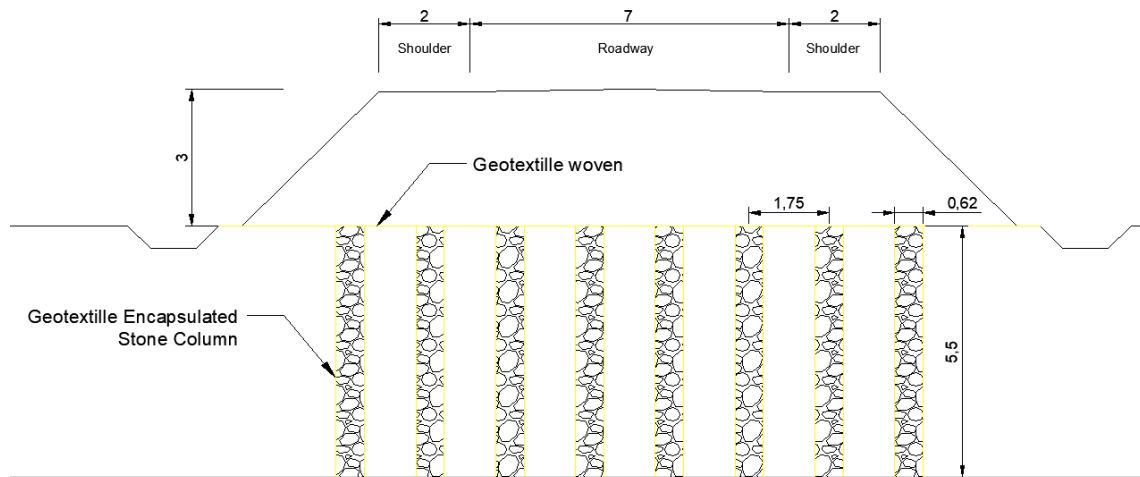 2 7 2
Shoulder Roadway Shoulder
3
Geotextille woven
1,75 0,62
Geotextille Encapsulated
Stone Column
5,5